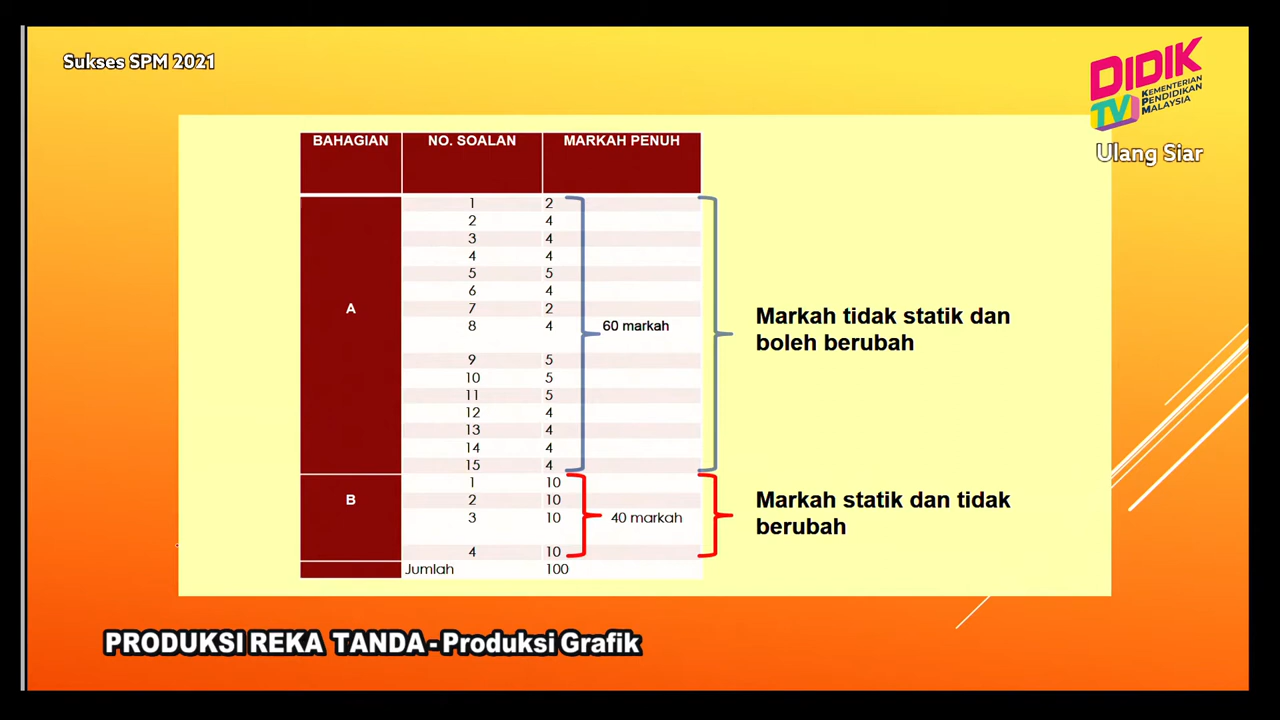 Sukses SPM 2021
DIDIK
TV
KEMENTERIAN
PENDIDIKAN
MALAYSIA
Ulang Siar
BAHAGIAN NO. SOALAN MARKAH PENUH
A
1 2
2 4
3 4
4 4
5 5
6 4
7 2
8 4
60 markah
9 5
10 5
11 5
12 4
13 4
14 4
15 4
Markah tidak statik dan
boleh berubah
B
1 10
2 10
3 10
40 markah
4 10
Markah statik dan tidak
berubah
Jumlah 100
PRODUKSI REKA TANDA - Produksi Grafik